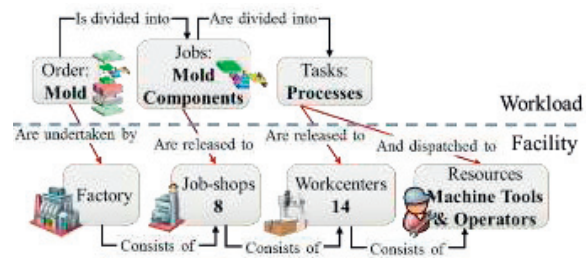 Is divided into
Are divided into
Order:
Mold
Jobs:
Mold
Components
Tasks:
Processes
Workload
Are undertaken by
Are released to
Are released to
And dispatched to
Facility
Factory
Job-shops
8
Workcenters
14
Resources
Machine Tools
& Operators
Consists of
Consists of
Consists of